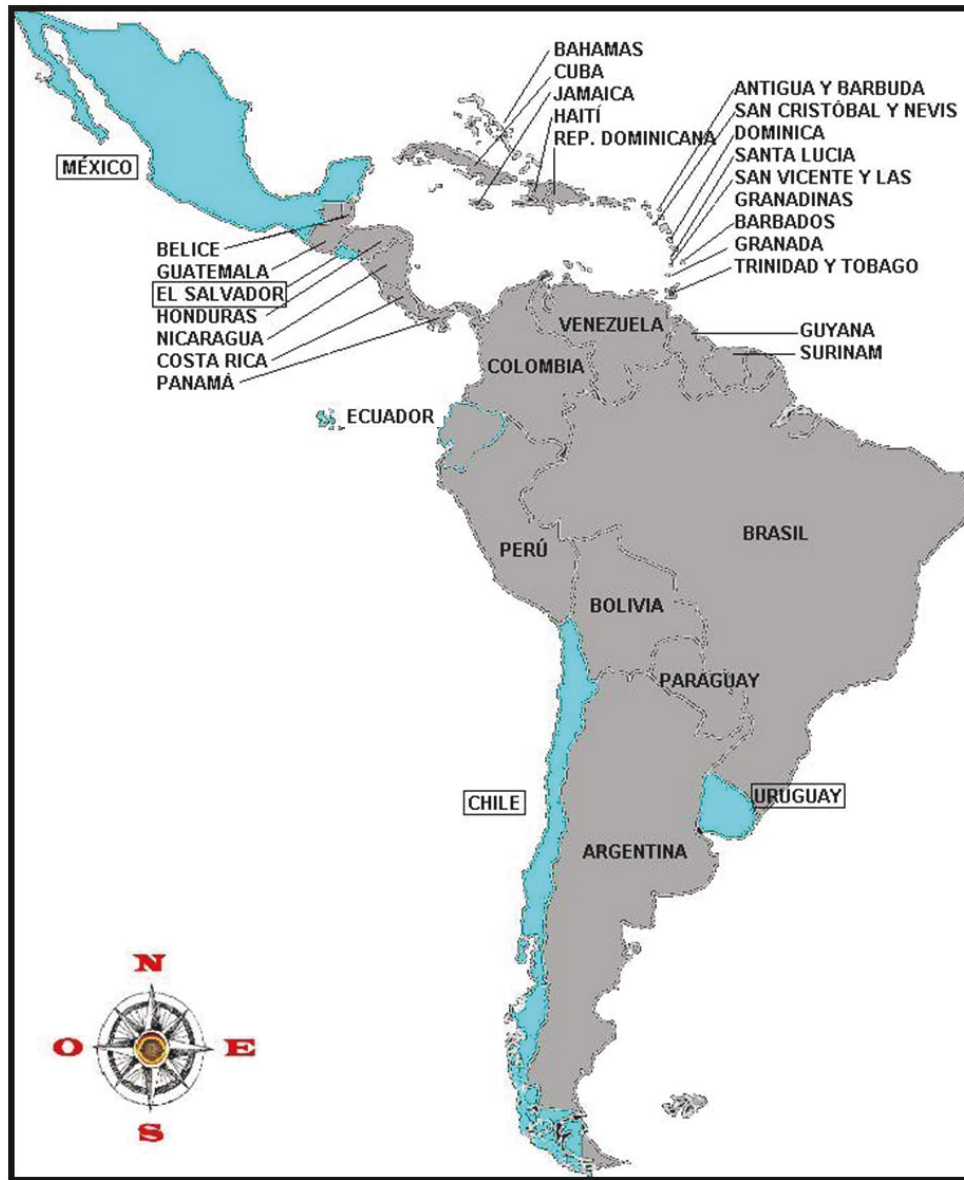 BAHAMAS
CUBA
JAMAICA
HAITÍ
REP. DOMINICANA
ANTIGUA Y BARBUDA
SAN CRISTÓBAL Y NEVIS
DOMINICA
SANTA LUCIA
SAN VICENTE Y LAS
GRANADINAS
BARBADOS
GRANADA
TRINIDAD Y TOBAGO
MÉXICO
BELICE
GUATEMALA
EL SALVADOR
HONDURAS
NICARAGUA
COSTA RICA
PANAMÁ
VENEZUELA
GUYANA
SURINAM
COLOMBIA
ECUADOR
BRASIL
PERÚ
BOLIVIA
PARAGUAY
CHILE
URUGUAY
ARGENTINA
N
O
E
S